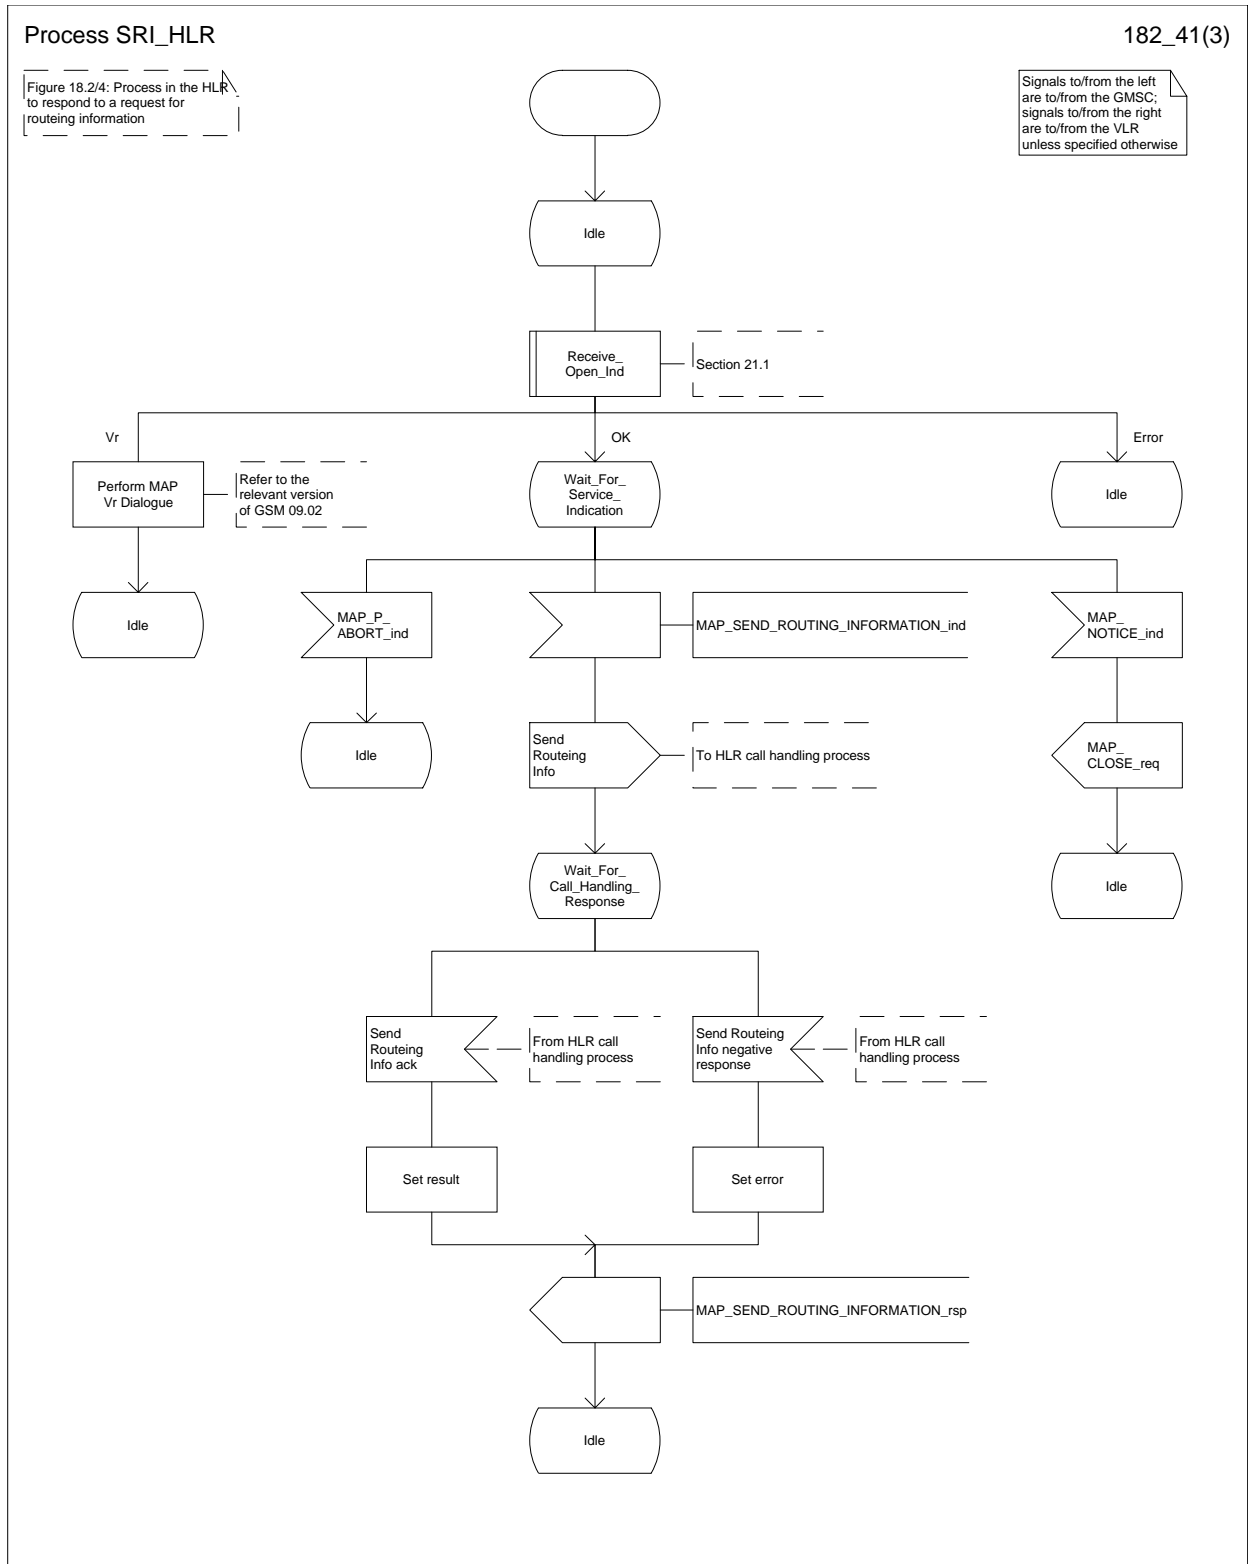 Process SRI_HLR
182_41(3)
Figure 18.2/4: Process in the HLR
to respond to a request for
routeing information
Signals to/from the left
are to/from the GMSC;
signals to/from the right
are to/from the VLR
unless specified otherwise
Idle
Receive_
Open_Ind
Section 21.1
Vr
OK
Error
Perform MAP
Vr Dialogue
Refer to the
relevant version
of GSM 09.02
Wait_For_
Service_
Indication
Idle
Idle
MAP_P_
ABORT_ind
MAP_SEND_ROUTING_INFORMATION_ind
MAP_
NOTICE_ind
Idle
Send
Routeing
Info
To HLR call handling process
MAP_
CLOSE_req
Wait_For_
Call_Handling_
Response
Idle
Send
Routeing
Info ack
From HLR call
handling process
Send Routeing
Info negative
response
From HLR call
handling process
Set result
Set error
MAP_SEND_ROUTING_INFORMATION_rsp
Idle